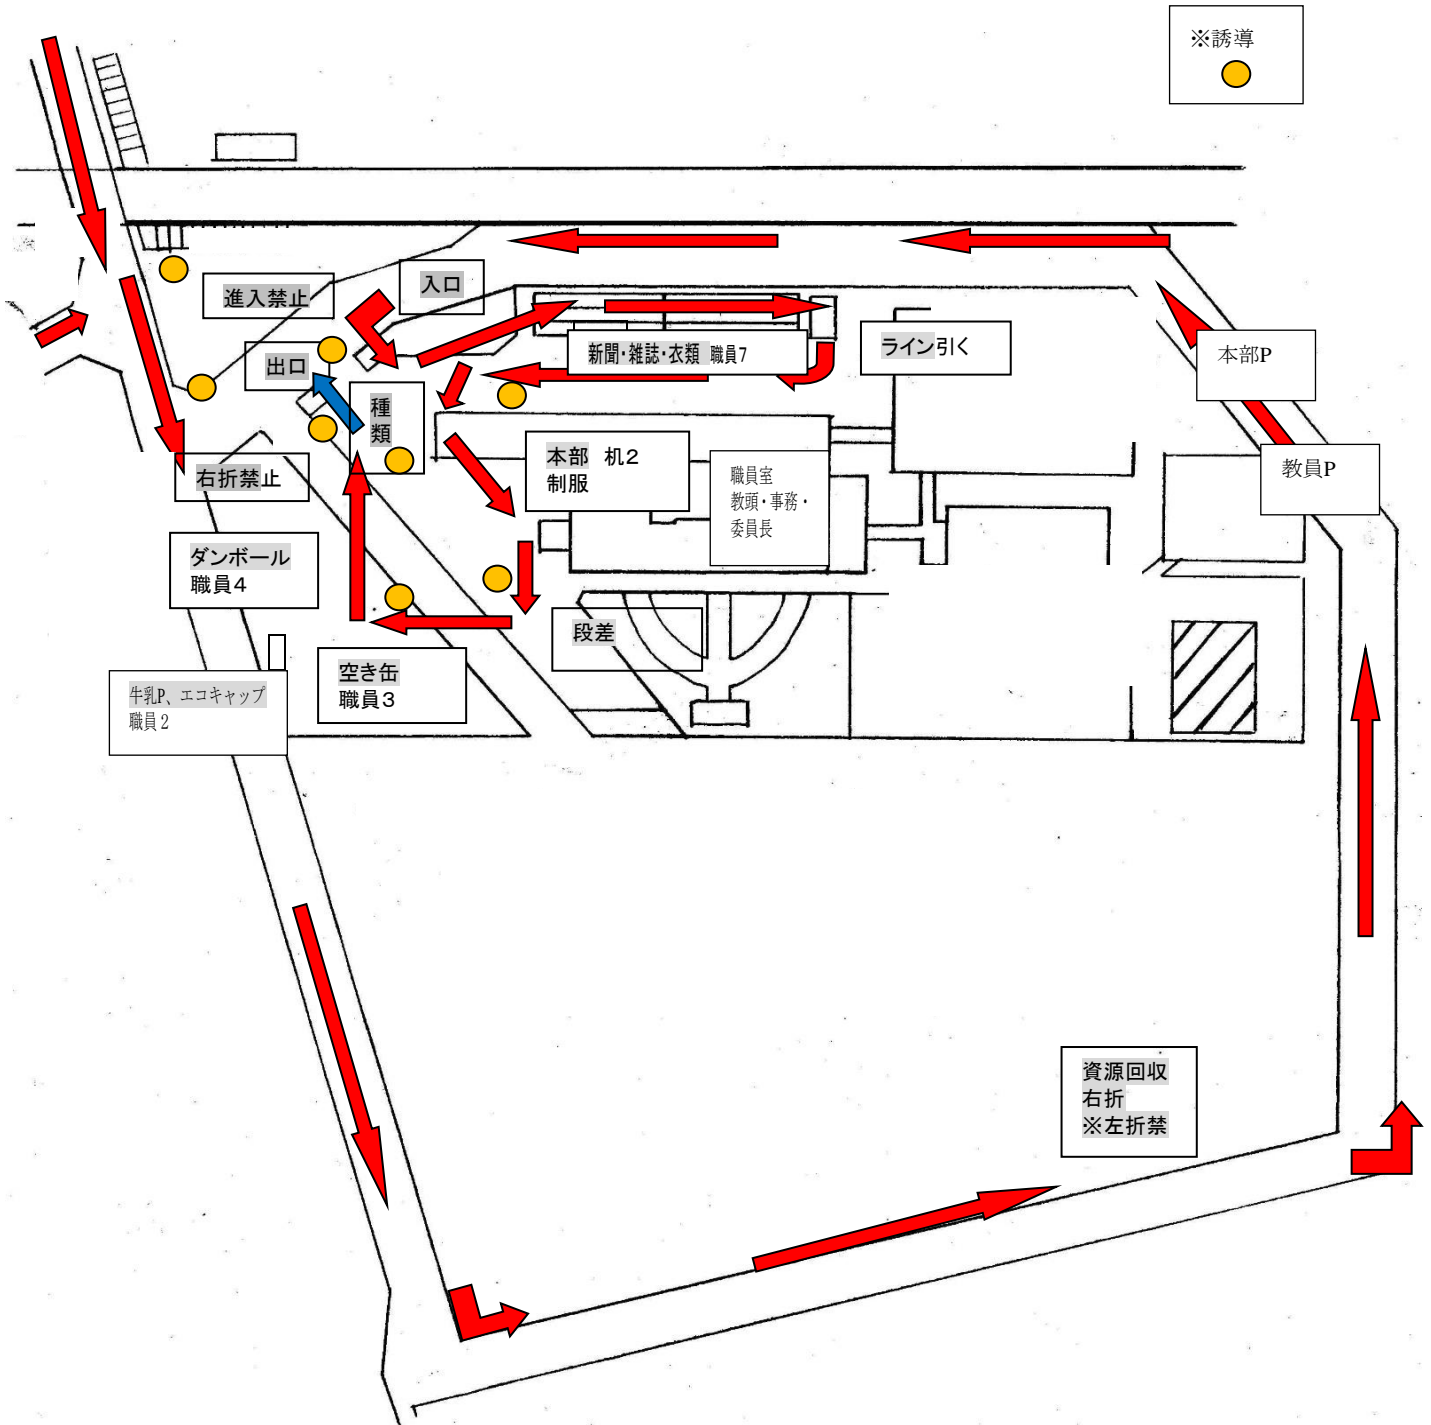 ※誘導
進入禁止
入口
出口
新聞・雑誌・衣類 職員7
ライン引く
本部P
種
類
本部 机2
制服
職員室
教頭・事務・
委員長
教員P
右折禁止
ダンボール
職員4
段差
空き缶
職員3
牛乳P、エコキャップ
職員2
資源回収
右折
※左折禁